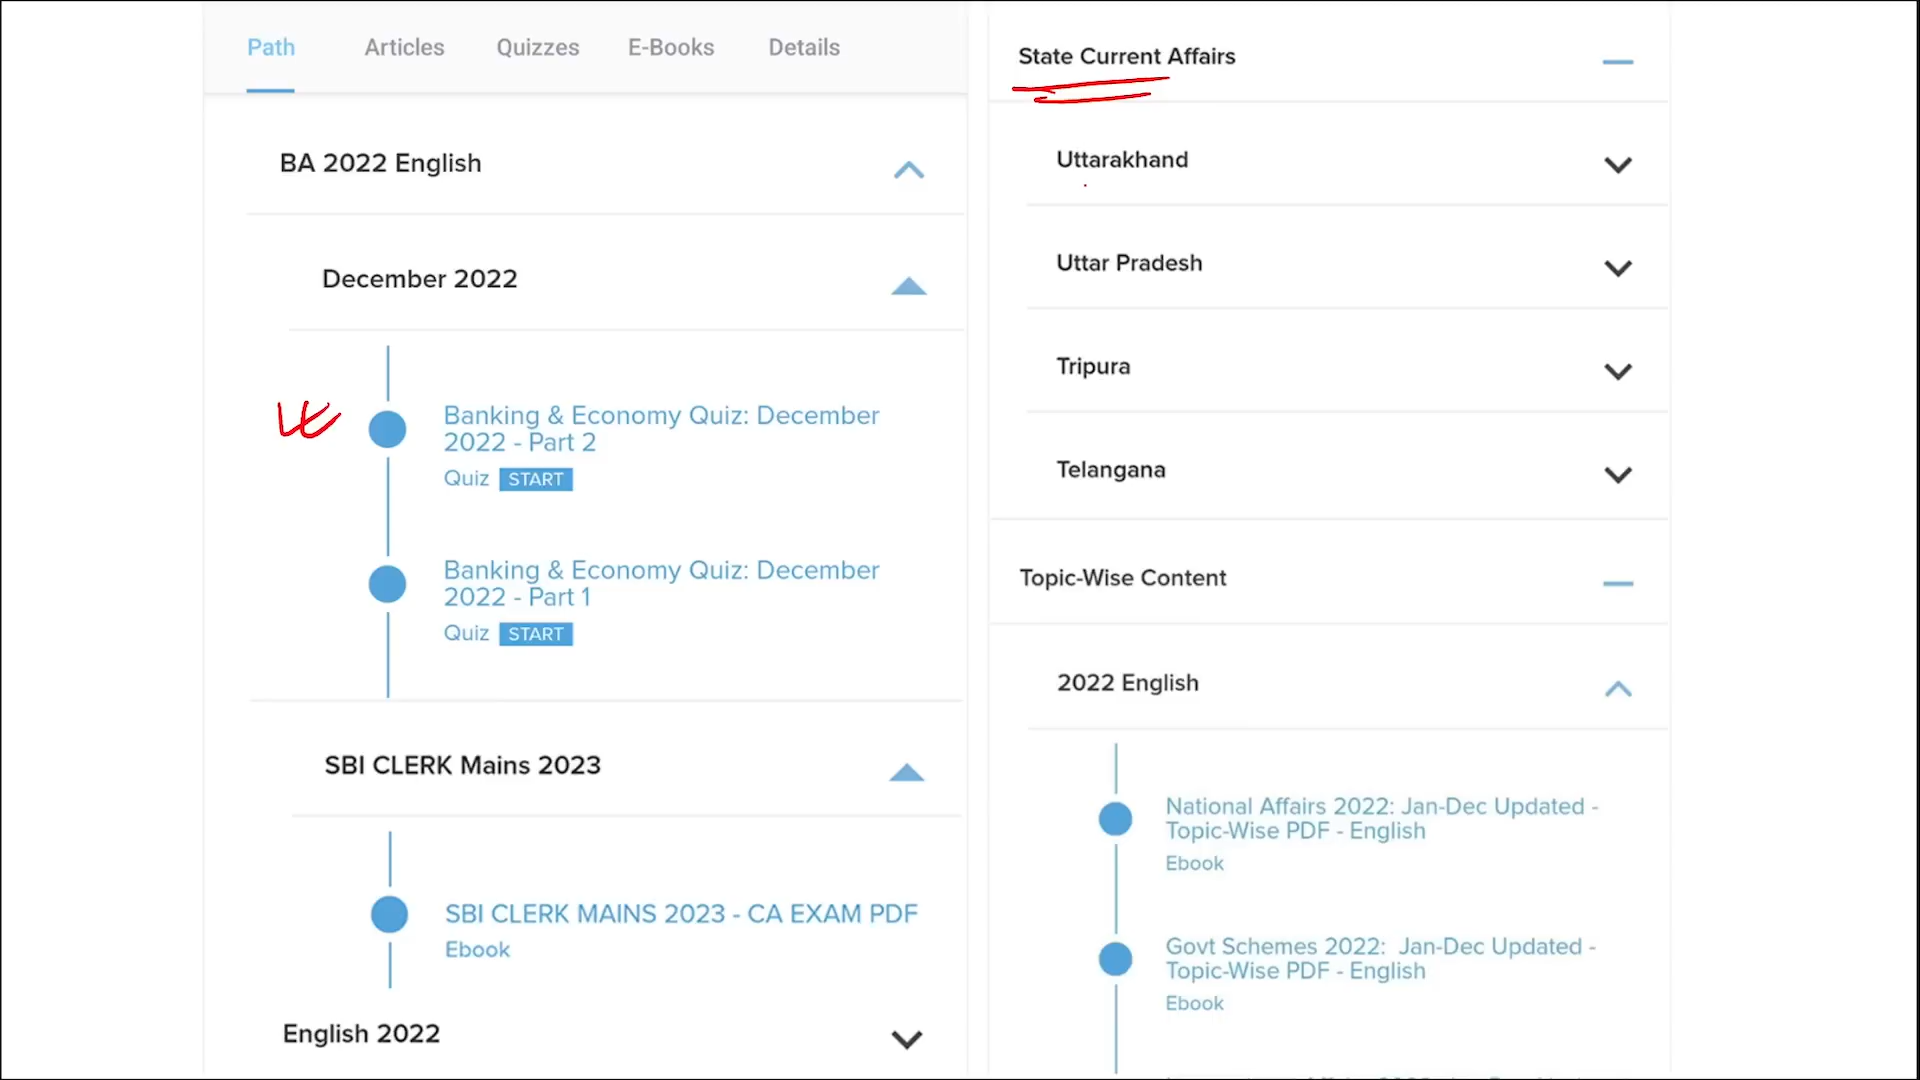 Path Articles Quizzes E-Books Details
BA 2022 English
December 2022
Banking & Economy Quiz: December
2022 - Part 2
Quiz START
Banking & Economy Quiz: December
2022 - Part 1
Quiz START
SBI CLERK Mains 2023
SBI CLERK MAINS 2023 - CA EXAM PDF
Ebook
English 2022
State Current Affairs
Uttarakhand
Uttar Pradesh
Tripura
Telangana
Topic-Wise Content
2022 English
National Affairs 2022: Jan-Dec Updated -
Topic-Wise PDF - English
Ebook
Govt Schemes 2022: Jan-Dec Updated -
Topic-Wise PDF - English
Ebook